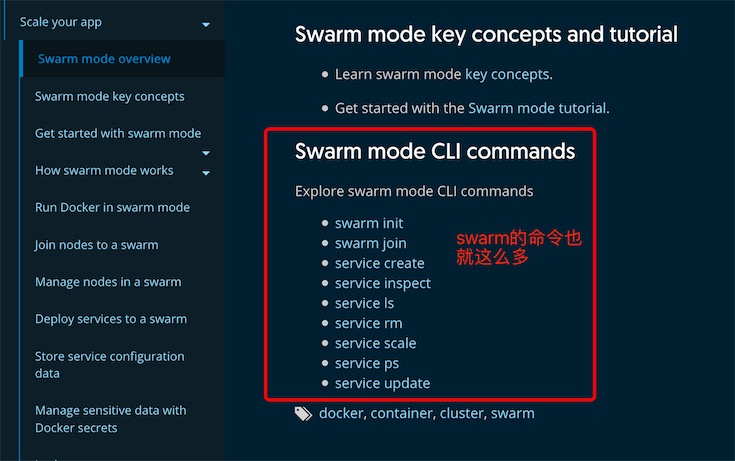 Scale your app
Swarm mode overview
Swarm mode key concepts
Get started with swarm mode
How swarm mode works
Run Docker in swarm mode
Join nodes to a swarm
Manage nodes in a swarm
Deploy services to a swarm
Store service configuration
data
Manage sensitive data with
Docker secrets
Swarm mode key concepts and tutorial
Learn swarm mode key concepts.
Get started with the Swarm mode tutorial.
Swarm mode CLI commands
Explore swarm mode CLI commands
swarm init
swarm join
service create
service inspect
service ls
service rm
service scale
service ps
service update
swarm的命令也
就这么多
docker, container, cluster, swarm